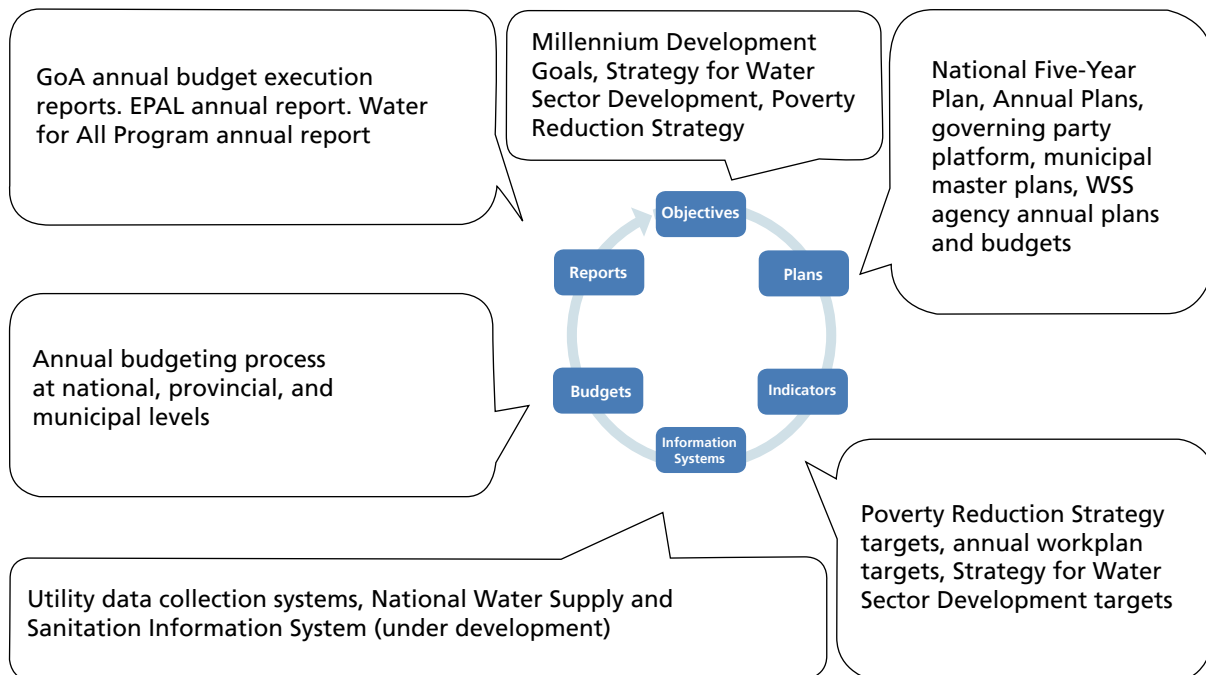 GoA annual budget execution
reports. EPAL annual report. Water
for All Program annual report
Millennium Development
Goals, Strategy for Water
Sector Development, Poverty
Reduction Strategy
National Five-Year
Plan, Annual Plans,
governing party
platform, municipal
master plans, WSS
agency annual plans
and budgets
Objectives
Reports
Plans
Budgets
Indicators
Information
Systems
Annual budgeting process
at national, provincial, and
municipal levels
Poverty Reduction Strategy
targets, annual workplan
targets, Strategy for Water
Sector Development targets
Utility data collection systems, National Water Supply and
Sanitation Information System (under development)